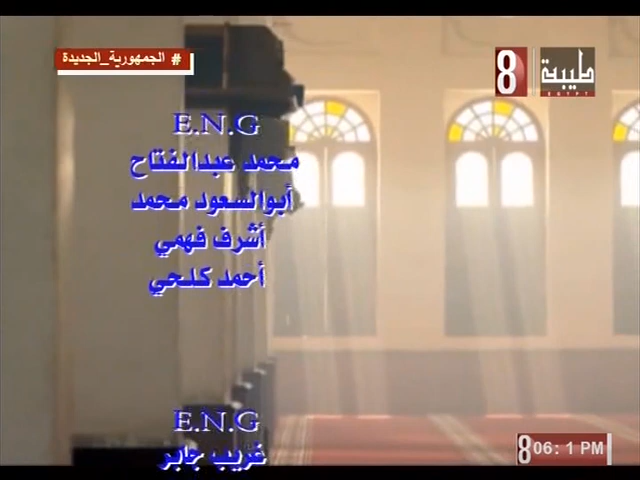 #الجمهورية_الجديدة
8 طيبة
EGYPT
E.N.G
محمد عبدالفتاح
أبوالسعود محمد
أشرف فهمي
أحمد كلحي
E.N.G
غريب جابر
8 06: 1 PM